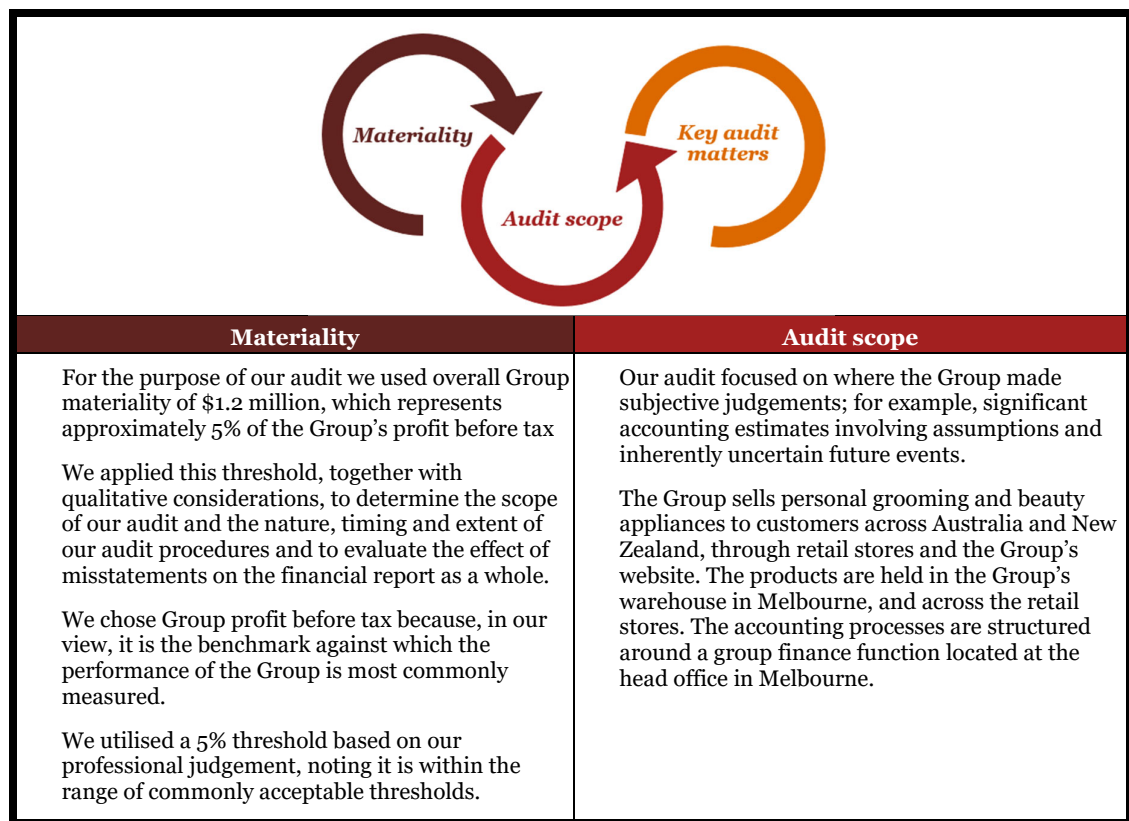 Materiality
Key audit
matters
Audit scope
Materiality
For the purpose of our audit we used overall Group
materiality of $1.2 million, which represents
approximately 5% of the Group’s profit before tax
We applied this threshold, together with
qualitative considerations, to determine the scope
of our audit and the nature, timing and extent of
our audit procedures and to evaluate the effect of
misstatements on the financial report as a whole.
We chose Group profit before tax because, in our
view, it is the benchmark against which the
performance of the Group is most commonly
measured.
We utilised a 5% threshold based on our
professional judgement, noting it is within the
range of commonly acceptable thresholds.
Audit scope
Our audit focused on where the Group made
subjective judgements; for example, significant
accounting estimates involving assumptions and
inherently uncertain future events.
The Group sells personal grooming and beauty
appliances to customers across Australia and New
Zealand, through retail stores and the Group’s
website. The products are held in the Group’s
warehouse in Melbourne, and across the retail
stores. The accounting processes are structured
around a group finance function located at the
head office in Melbourne.